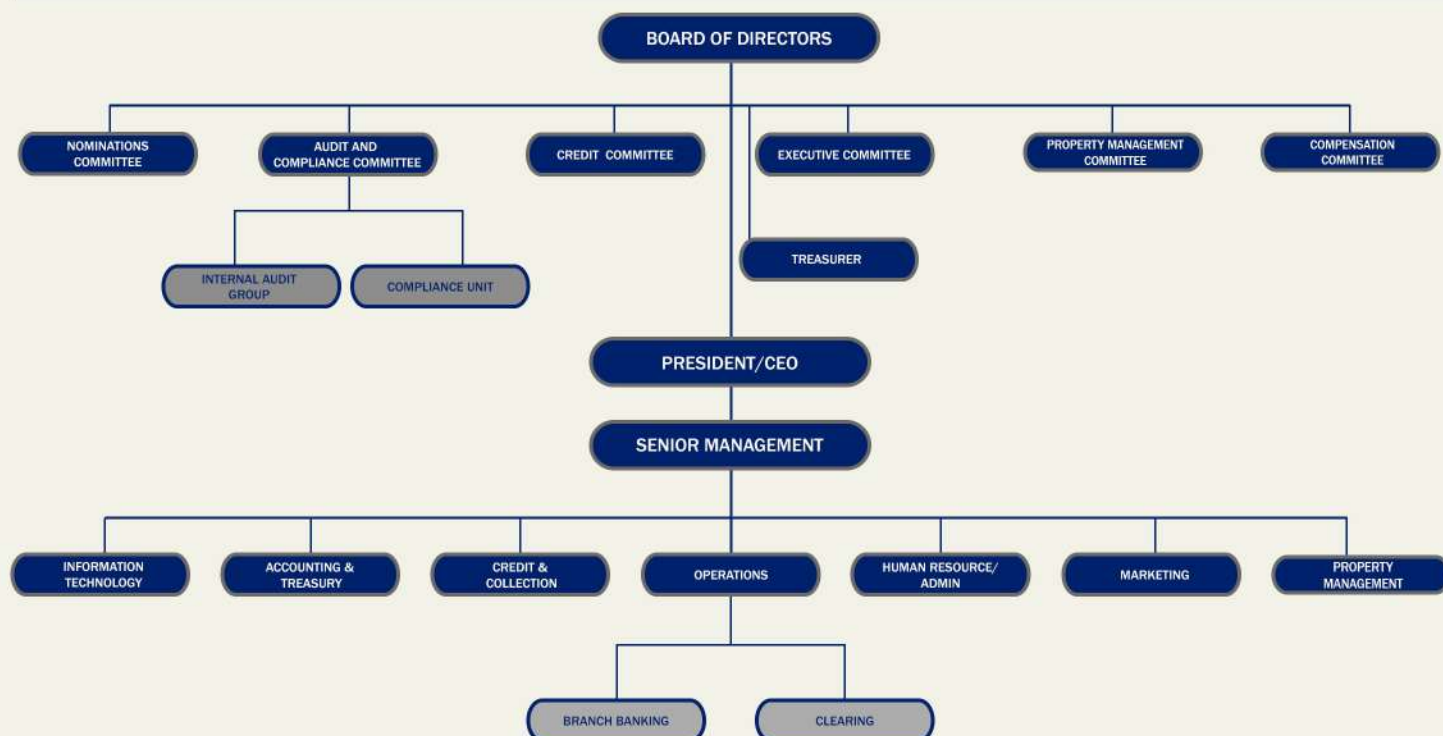 BOARD OF DIRECTORS
NOMINATIONS
COMMITTEE
AUDIT AND
COMPLIANCE COMMITTEE
CREDIT COMMITTEE
EXECUTIVE COMMITTEE
PROPERTY MANAGEMENT
COMMITTEE
COMPENSATION
COMMITTEE
TREASURER
INTERNAL AUDIT
GROUP
COMPLIANCE UNIT
PRESIDENT/CEO
SENIOR MANAGEMENT
INFORMATION
TECHNOLOGY
ACCOUNTING &
TREASURY
CREDIT &
COLLECTION
OPERATIONS
HUMAN RESOURCE/
ADMIN
MARKETING
PROPERTY
MANAGEMENT
BRANCH BANKING
CLEARING